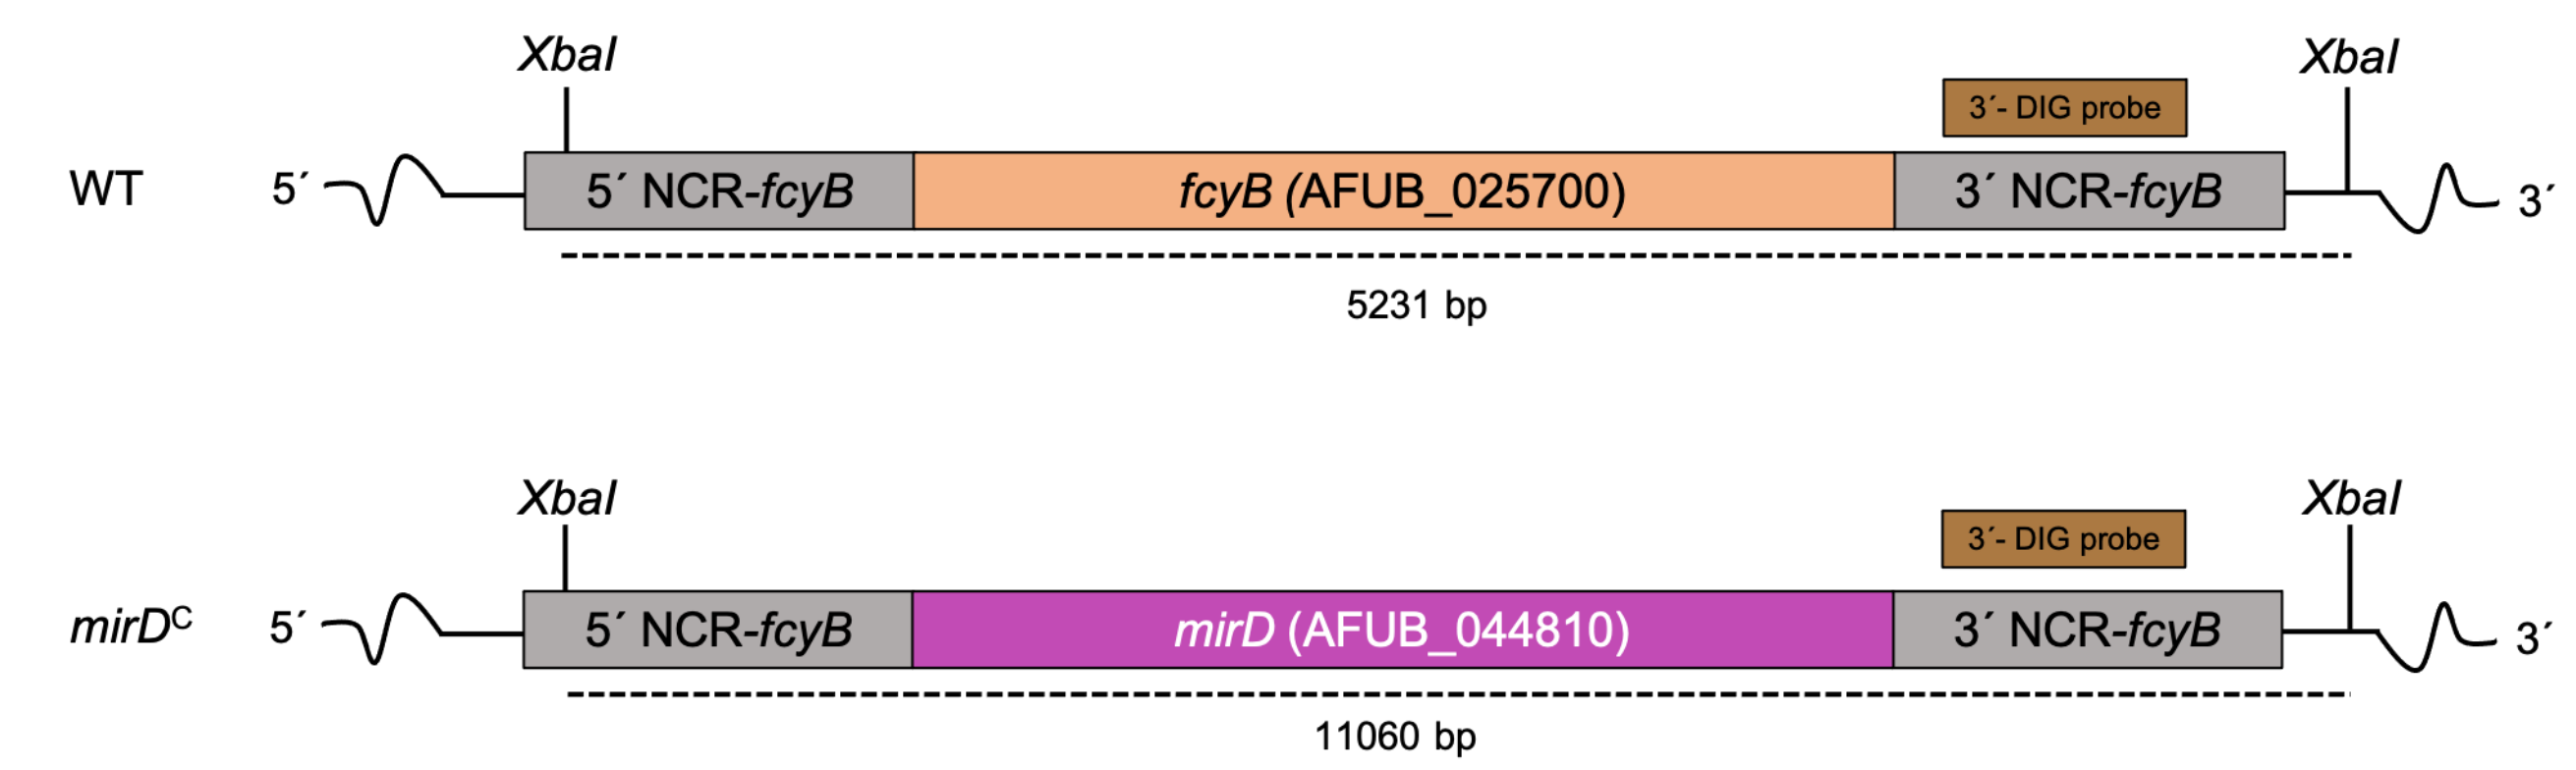 XbaI XbaI
3´- DIG probe
WT 5´ 5´ NCR-fcyB fcyB (AFUB_025700) 3´ NCR-fcyB 3´
5231 bp
XbaI XbaI
3´- DIG probe
mirDᶜ 5´ 5´ NCR-fcyB mirD (AFUB_044810) 3´ NCR-fcyB 3´
11060 bp